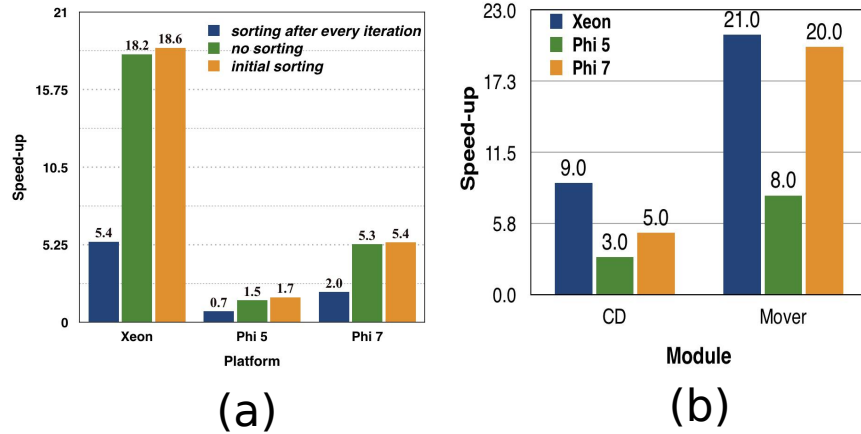 21
15.75
10.5
5.25
0
Speed-up
sorting after every iteration
no sorting
initial sorting
5.4
18.2
18.6
0.7
1.5
1.7
2.0
5.3
5.4
Xeon
Phi 5
Phi 7
Platform
(a)
23.0
17.3
11.5
5.8
0.0
Speed-up
Xeon
Phi 5
Phi 7
9.0
3.0
5.0
21.0
8.0
20.0
CD
Mover
Module
(b)